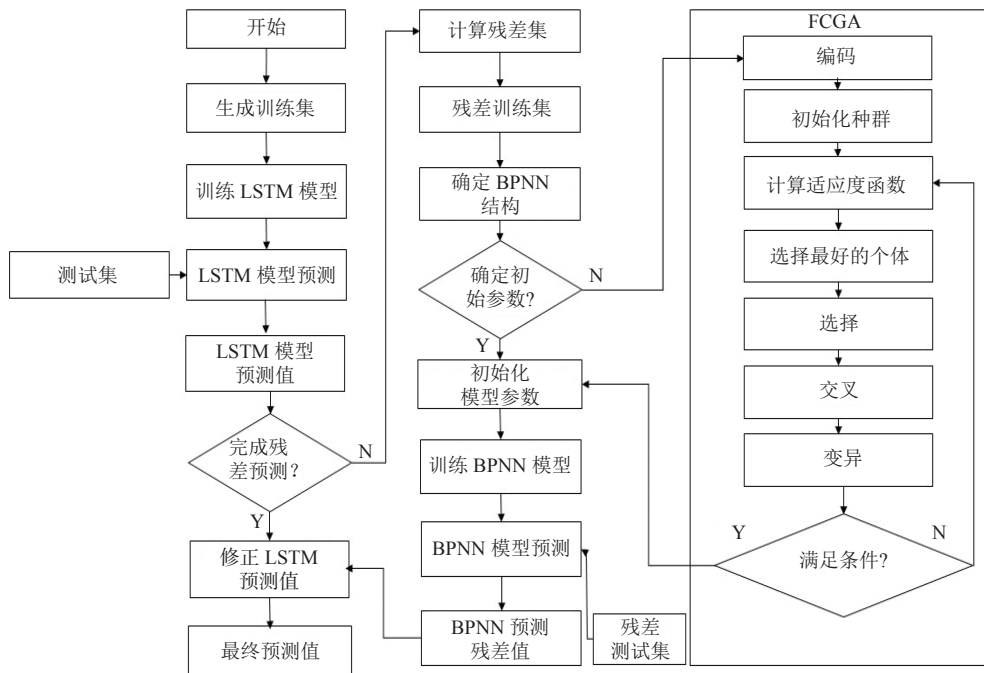 开始
生成训练集
训练 LSTM 模型
测试集
LSTM 模型预测
LSTM 模型
预测值
完成残
差预测？
N
Y
修正 LSTM
预测值
最终预测值
计算残差集
残差训练集
确定 BPNN
结构
确定初
始参数?
N
Y
初始化
模型参数
训练 BPNN 模型
BPNN 模型预测
BPNN 预测
残差值
残差
测试集
FCGA
编码
初始化种群
计算适应度函数
选择最好的个体
选择
交叉
变异
Y
N
满足条件?